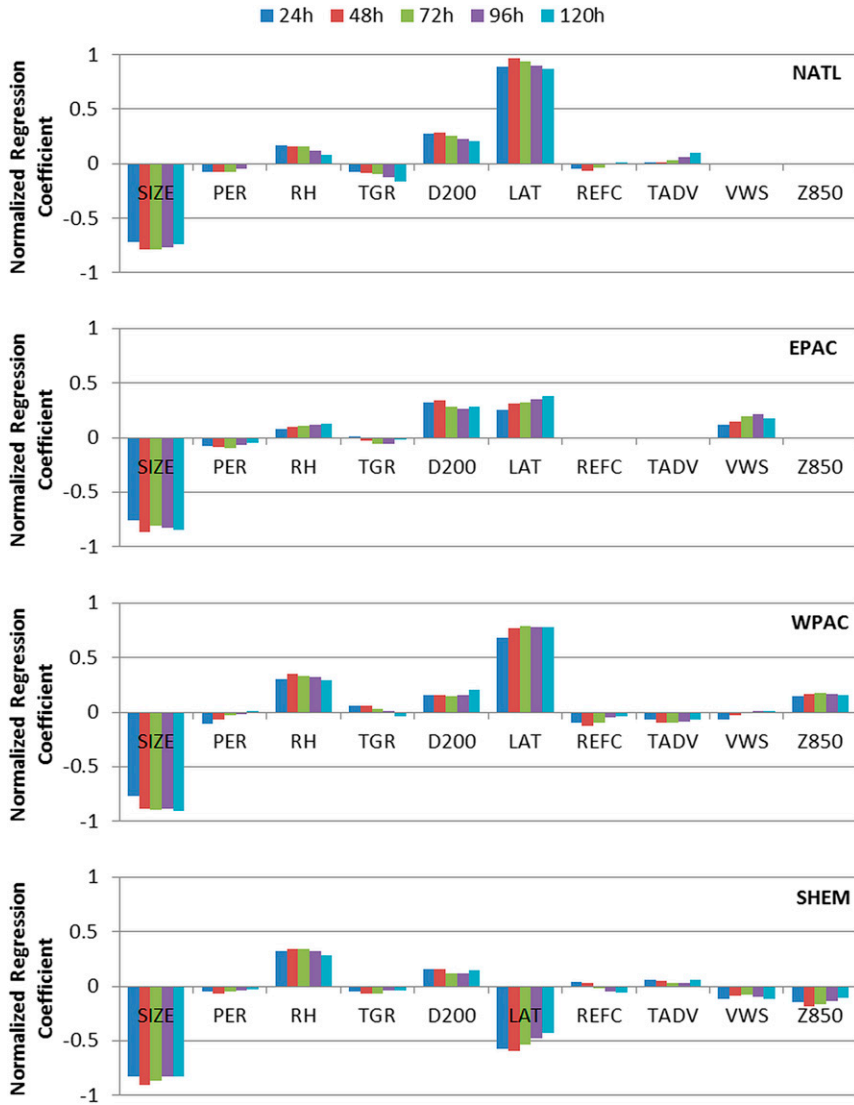 24h 48h 72h 96h 120h
NATL
Normalized Regression
Coefficient
1
0.5
0
-0.5
-1
SIZE PER RH TGR D200 LAT REFC TADV VWS Z850
EPAC
Normalized Regression
Coefficient
1
0.5
0
-0.5
-1
SIZE PER RH TGR D200 LAT REFC TADV VWS Z850
WPAC
Normalized Regression
Coefficient
1
0.5
0
-0.5
-1
SIZE PER RH TGR D200 LAT REFC TADV VWS Z850
SHEM
Normalized Regression
Coefficient
1
0.5
0
-0.5
-1
SIZE PER RH TGR D200 LAT REFC TADV VWS Z850